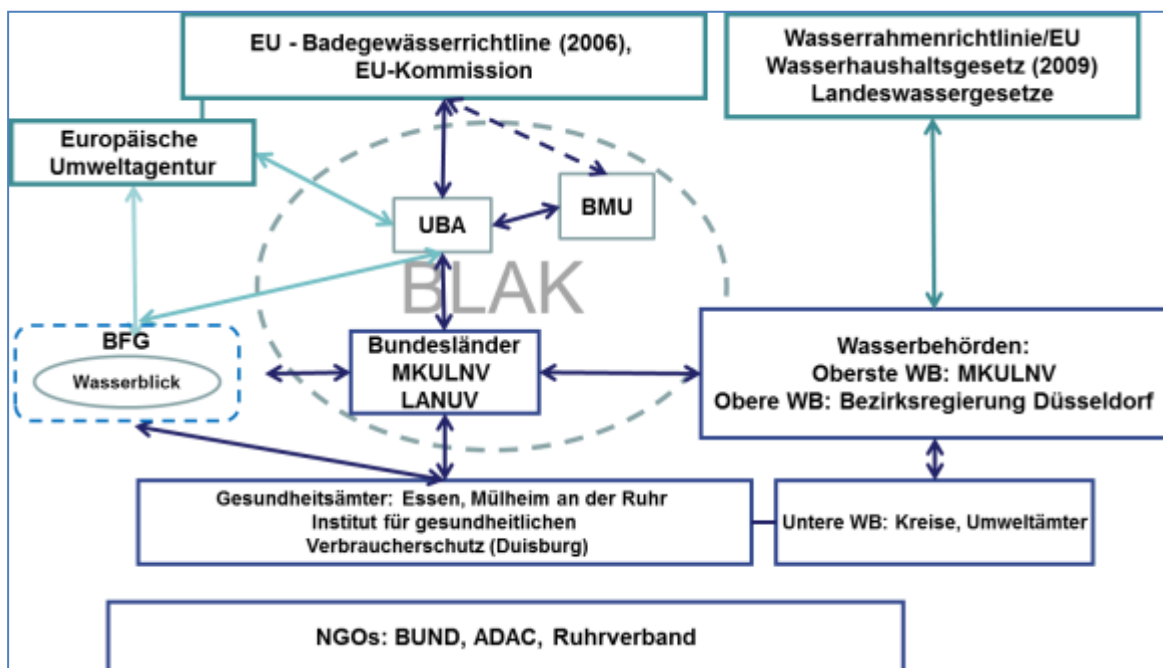 EU - Badegewässerrichtline (2006),
EU-Kommission
Wasserrahmenrichtlinie/EU
Wasserhaushaltsgesetz (2009)
Landeswassergesetze
Europäische
Umweltagentur
UBA
BMU
BLAK
BFG
Wasserblick
Bundesländer
MKULNV
LANUV
Wasserbehörden:
Oberste WB: MKULNV
Obere WB: Bezirksregierung Düsseldorf
Gesundheitsämter: Essen, Mülheim an der Ruhr
Institut für gesundheitlichen
Verbraucherschutz (Duisburg)
Untere WB: Kreise, Umweltämter
NGOs: BUND, ADAC, Ruhrverband